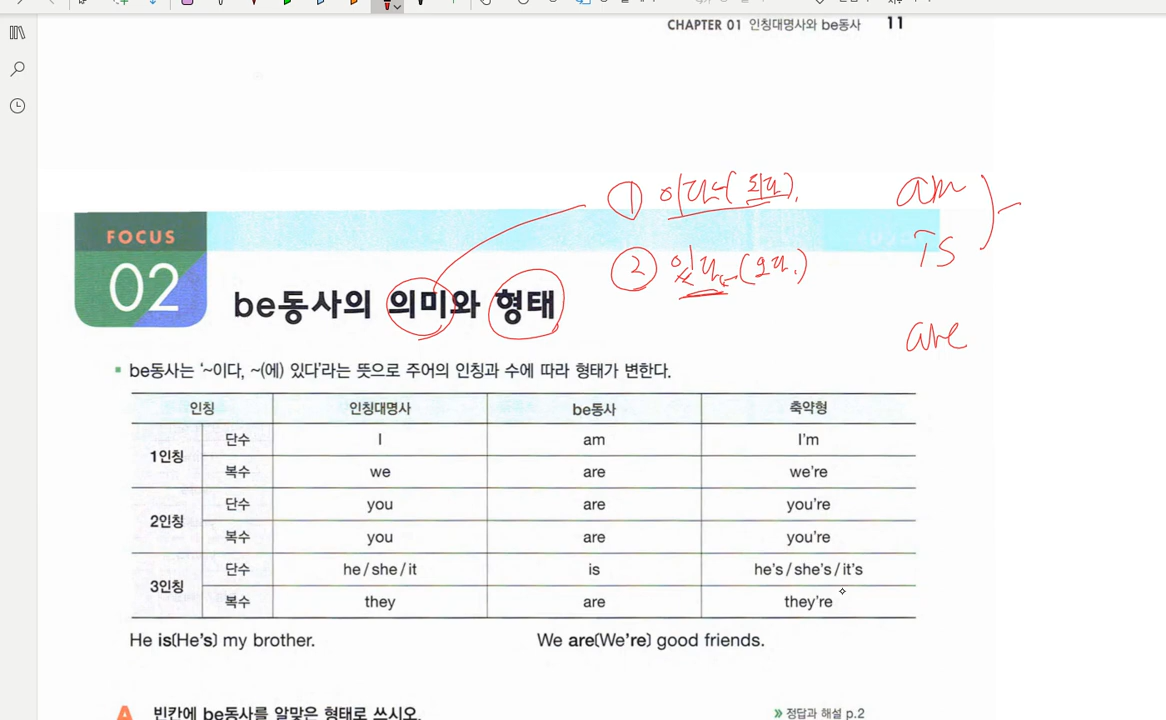 CHAPTER 01 인칭대명사와 be동사 11
① 이다~(되다).
am
FOCUS
is
② 있다~(오다.)
02
be동사의 의미와 형태
are
be동사는 '~이다, ~(에) 있다'라는 뜻으로 주어의 인칭과 수에 따라 형태가 변한다.
인칭 인칭대명사 be동사 축약형
1인칭 단수 I am I'm
복수 we are we're
2인칭 단수 you are you're
복수 you are you're
3인칭 단수 he / she / it is he's / she's / it's
복수 they are they're
He is(He's) my brother. We are(We're) good friends.
A 빈칸에 be동사를 알맞은 형태로 쓰시오. » 정답과 해설 p.2